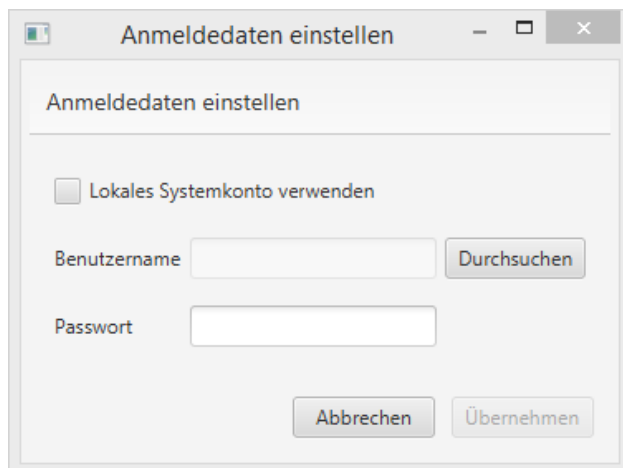 Anmeldedaten einstellen
Anmeldedaten einstellen
Lokales Systemkonto verwenden
Benutzername Durchsuchen
Passwort
Abbrechen Übernehmen